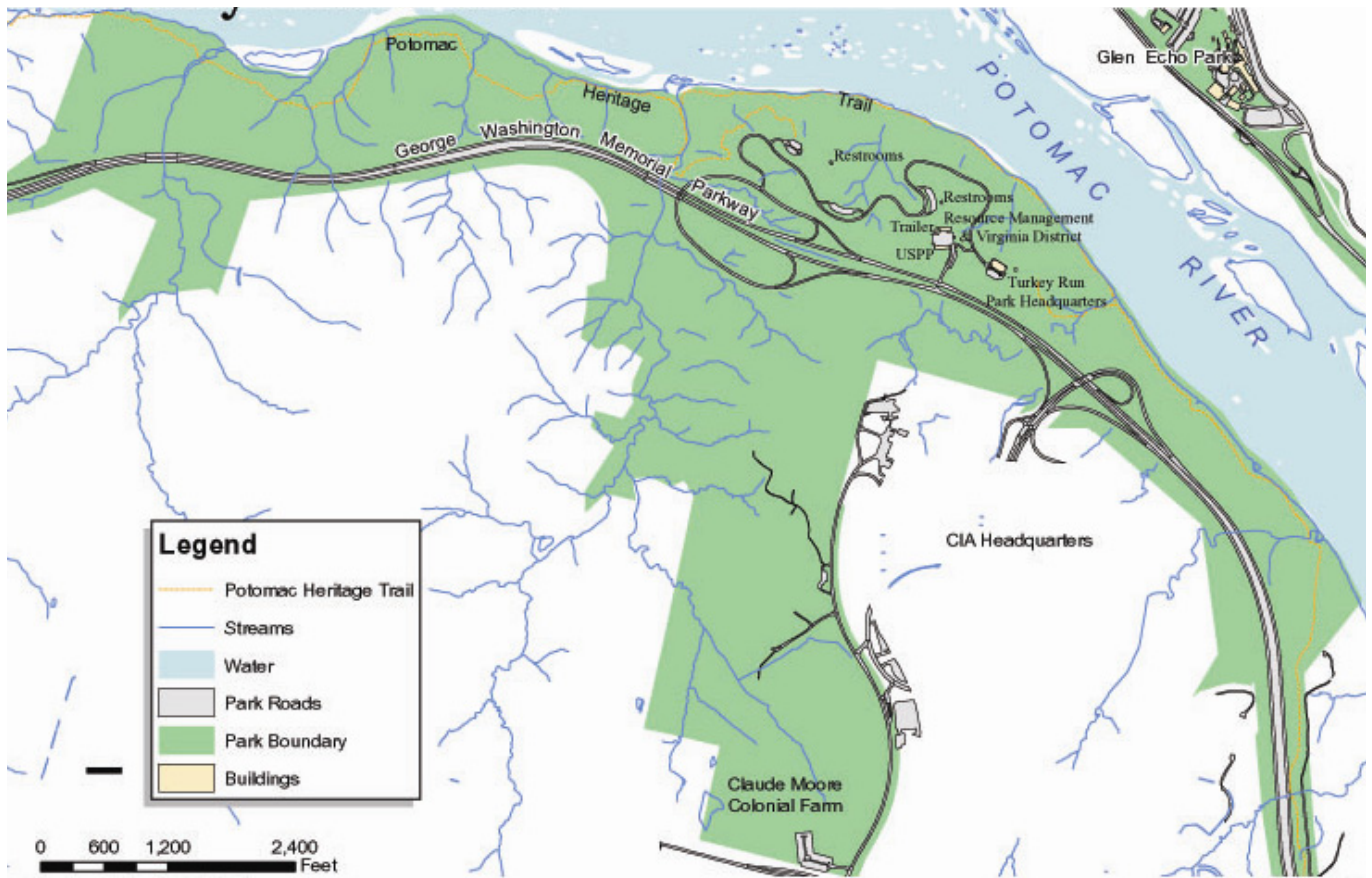 Glen Echo Park
Potomac
Heritage
Trail
POTOMAC
RIVER
George Washington Memorial Parkway
Restrooms
Restrooms
Trailer
Resource Management
& Virginia District
USPP
Turkey Run
Park Headquarters
CIA Headquarters
Claude Moore
Colonial Farm
Legend
Potomac Heritage Trail
Streams
Water
Park Roads
Park Boundary
Buildings
0 600 1,200 2,400
Feet